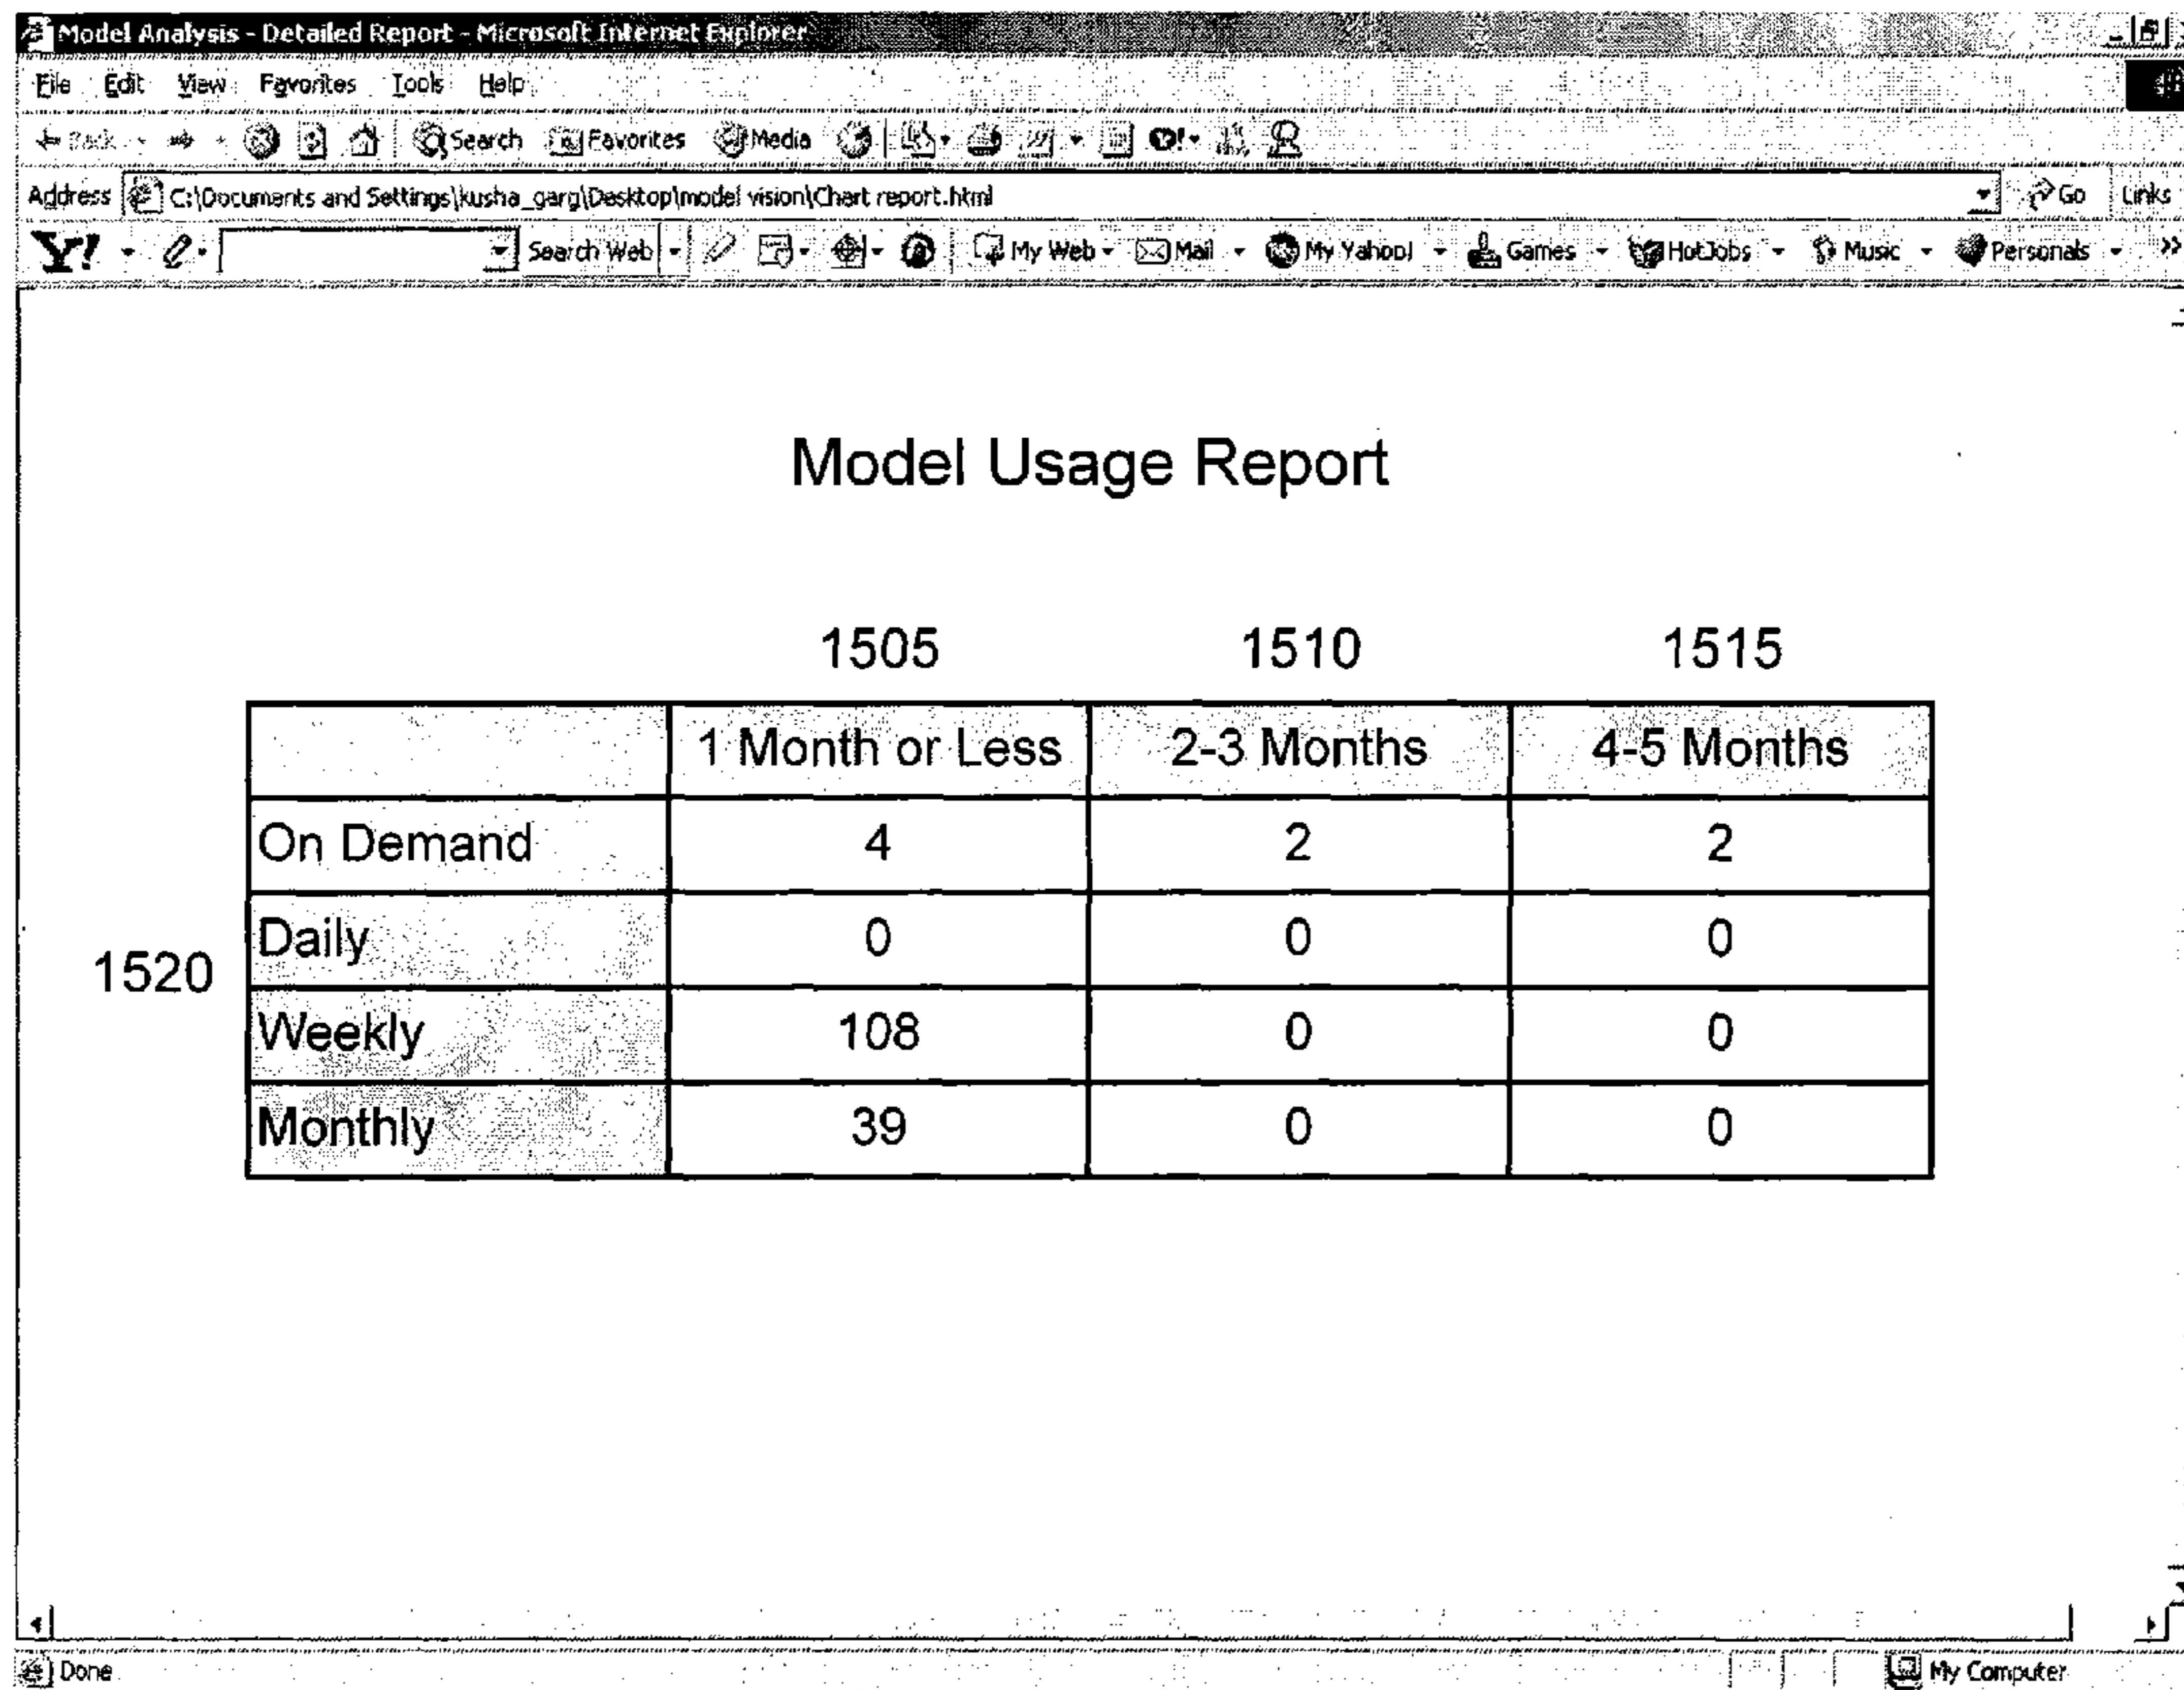 Model Analysis - Detailed Report - Microsoft Internet Explorer
File Edit View Favorites Tools Help
Back Search Favorites Media
Address C:\Documents and Settings\kusha_garg\Desktop\model vision\Chart report.html Go Links
Y! Search Web My Web Mail My Yahoo! Games HotJobs Music Personals »
Model Usage Report
1505 1510 1515
1 Month or Less 2-3 Months 4-5 Months
On Demand 4 2 2
Daily 0 0 0
1520
Weekly 108 0 0
Monthly 39 0 0
Done My Computer